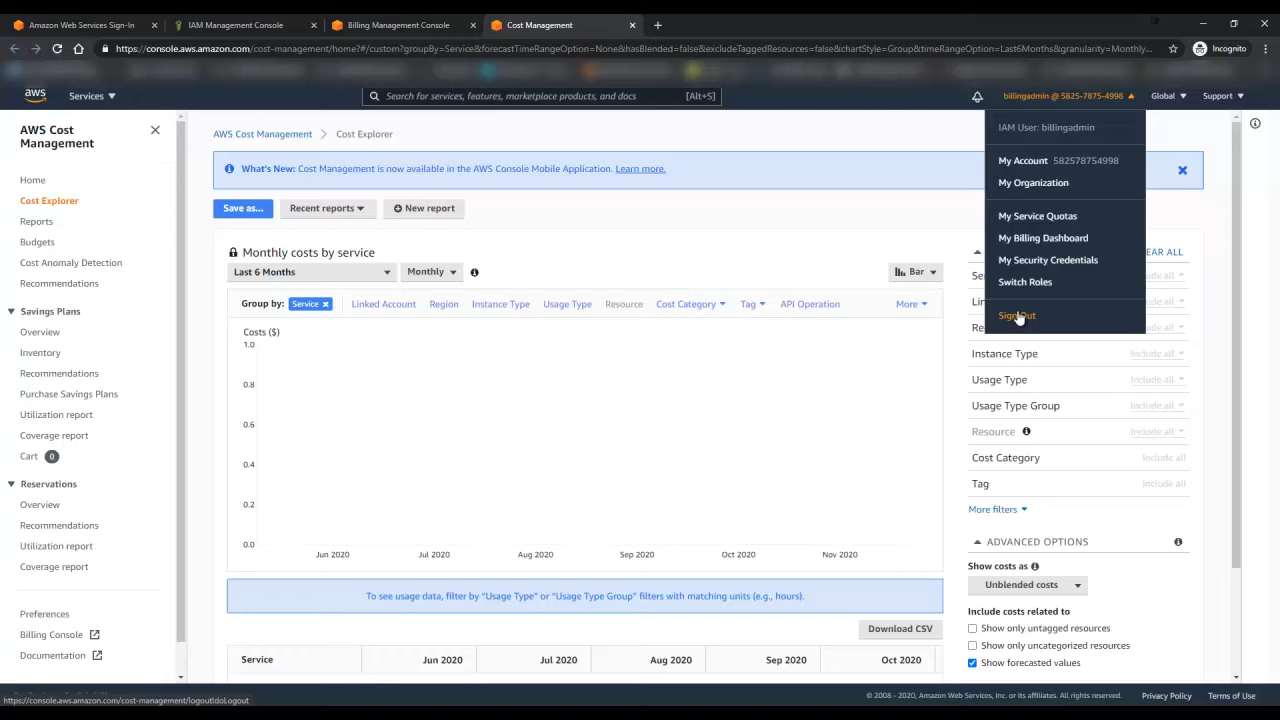 Amazon Web Services Sign-In
IAM Management Console
Billing Management Console
Cost Management
https://console.aws.amazon.com/cost-management/home?#/custom?groupBy=Service&forecastTimeRangeOption=None&hasBlended=false&excludeTaggedResources=false&chartStyle=Group&timeRangeOption=Last6Months&granularity=Monthly...
Incognito
aws
Services
Search for services, features, marketplace products, and docs
[Alt+S]
billingadmin @ 5825-7875-4998
Global
Support
AWS Cost Management
Home
Cost Explorer
Reports
Budgets
Cost Anomaly Detection
Recommendations
Savings Plans
Overview
Inventory
Recommendations
Purchase Savings Plans
Utilization report
Coverage report
Cart 0
Reservations
Overview
Recommendations
Utilization report
Coverage report
Preferences
Billing Console
Documentation
AWS Cost Management > Cost Explorer
What's New: Cost Management is now available in the AWS Console Mobile Application. Learn more.
Save as...
Recent reports
New report
Monthly costs by service
Last 6 Months
Monthly
Bar
Group by: Service Linked Account Region Instance Type Usage Type Resource Cost Category Tag API Operation More
Costs ($)
1.0
0.8
0.6
0.4
0.2
0.0
Jun 2020 Jul 2020 Aug 2020 Sep 2020 Oct 2020 Nov 2020
To see usage data, filter by "Usage Type" or "Usage Type Group" filters with matching units (e.g., hours).
Download CSV
Service Jun 2020 Jul 2020 Aug 2020 Sep 2020 Oct 2020
IAM User: billingadmin
My Account 582578754998
My Organization
My Service Quotas
My Billing Dashboard
My Security Credentials
Switch Roles
Sign Out
EAR ALL
Include all
Include all
Include all
Instance Type Include all
Usage Type Include all
Usage Type Group Include all
Resource Include all
Cost Category Include all
Tag Include all
More filters
ADVANCED OPTIONS
Show costs as
Unblended costs
Include costs related to
Show only untagged resources
Show only uncategorized resources
Show forecasted values
https://console.aws.amazon.com/cost-management/logout!doLogout
© 2008 - 2020, Amazon Web Services, Inc. or its affiliates. All rights reserved.
Privacy Policy
Terms of Use